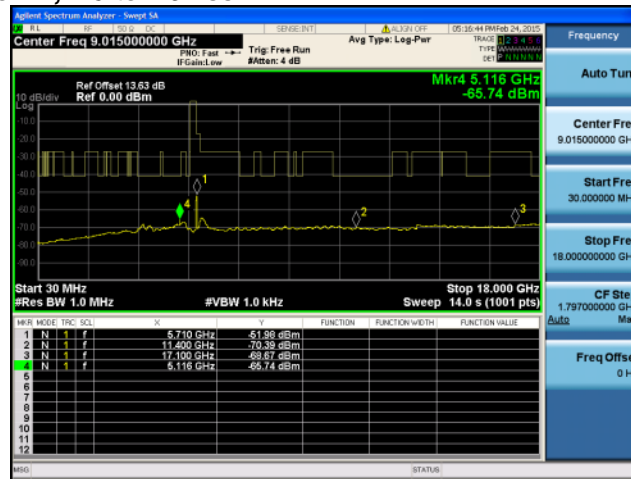 Agilent Spectrum Analyzer - Swept SA
RL RF 50 Ω DC SENSE:INT ALIGN OFF 05:16:44 PM Feb 24, 2015
Center Freq 9.015000000 GHz
PNO: Fast
IFGain:Low
Trig: Free Run
#Atten: 4 dB
Avg Type: Log-Pwr
TRACE 1 2 3 4 5
TYPE
DET P N N N N N
Frequency
Auto Tun
Ref Offset 13.63 dB
Ref 0.00 dBm
10 dB/div
Log
Mkr4 5.116 GHz
-65.74 dBm
-10.0
-20.0
-30.0
-40.0
-50.0
-60.0
-70.0
-80.0
-90.0
1
2
3
4
Center Fre
9.015000000 GH
Start Fre
30.000000 MH
Stop Fre
18.000000000 GH
Start 30 MHz
Stop 18.000 GHz
#Res BW 1.0 MHz #VBW 1.0 kHz Sweep 14.0 s (1001 pts)
CF Ste
1.797000000 GH
Auto Ma
Freq Offse
0 H
MKR MODE TRC SCL X Y FUNCTION FUNCTION WIDTH FUNCTION VALUE
1 N 1 f 5.710 GHz -51.98 dBm
2 N 1 f 11.400 GHz -70.39 dBm
3 N 1 f 17.100 GHz -68.67 dBm
4 N 1 f 5.116 GHz -65.74 dBm
5
6
7
8
9
10
11
12
MSG STATUS